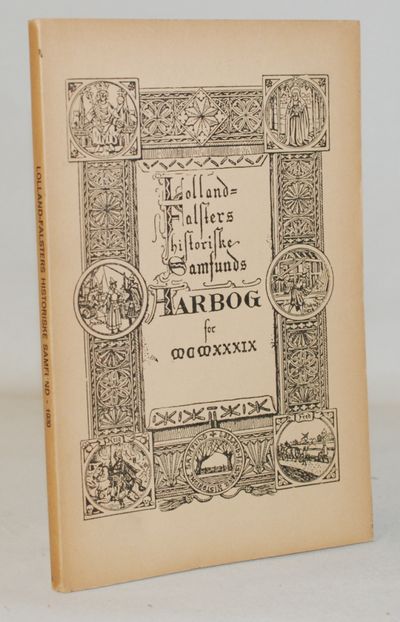 Lolland=
Falsters
historiske
Samfunds
AARBOG
for
MCMXXXIX
LOLLAND-FALSTERS HISTORISKE SAMFUND - 1939